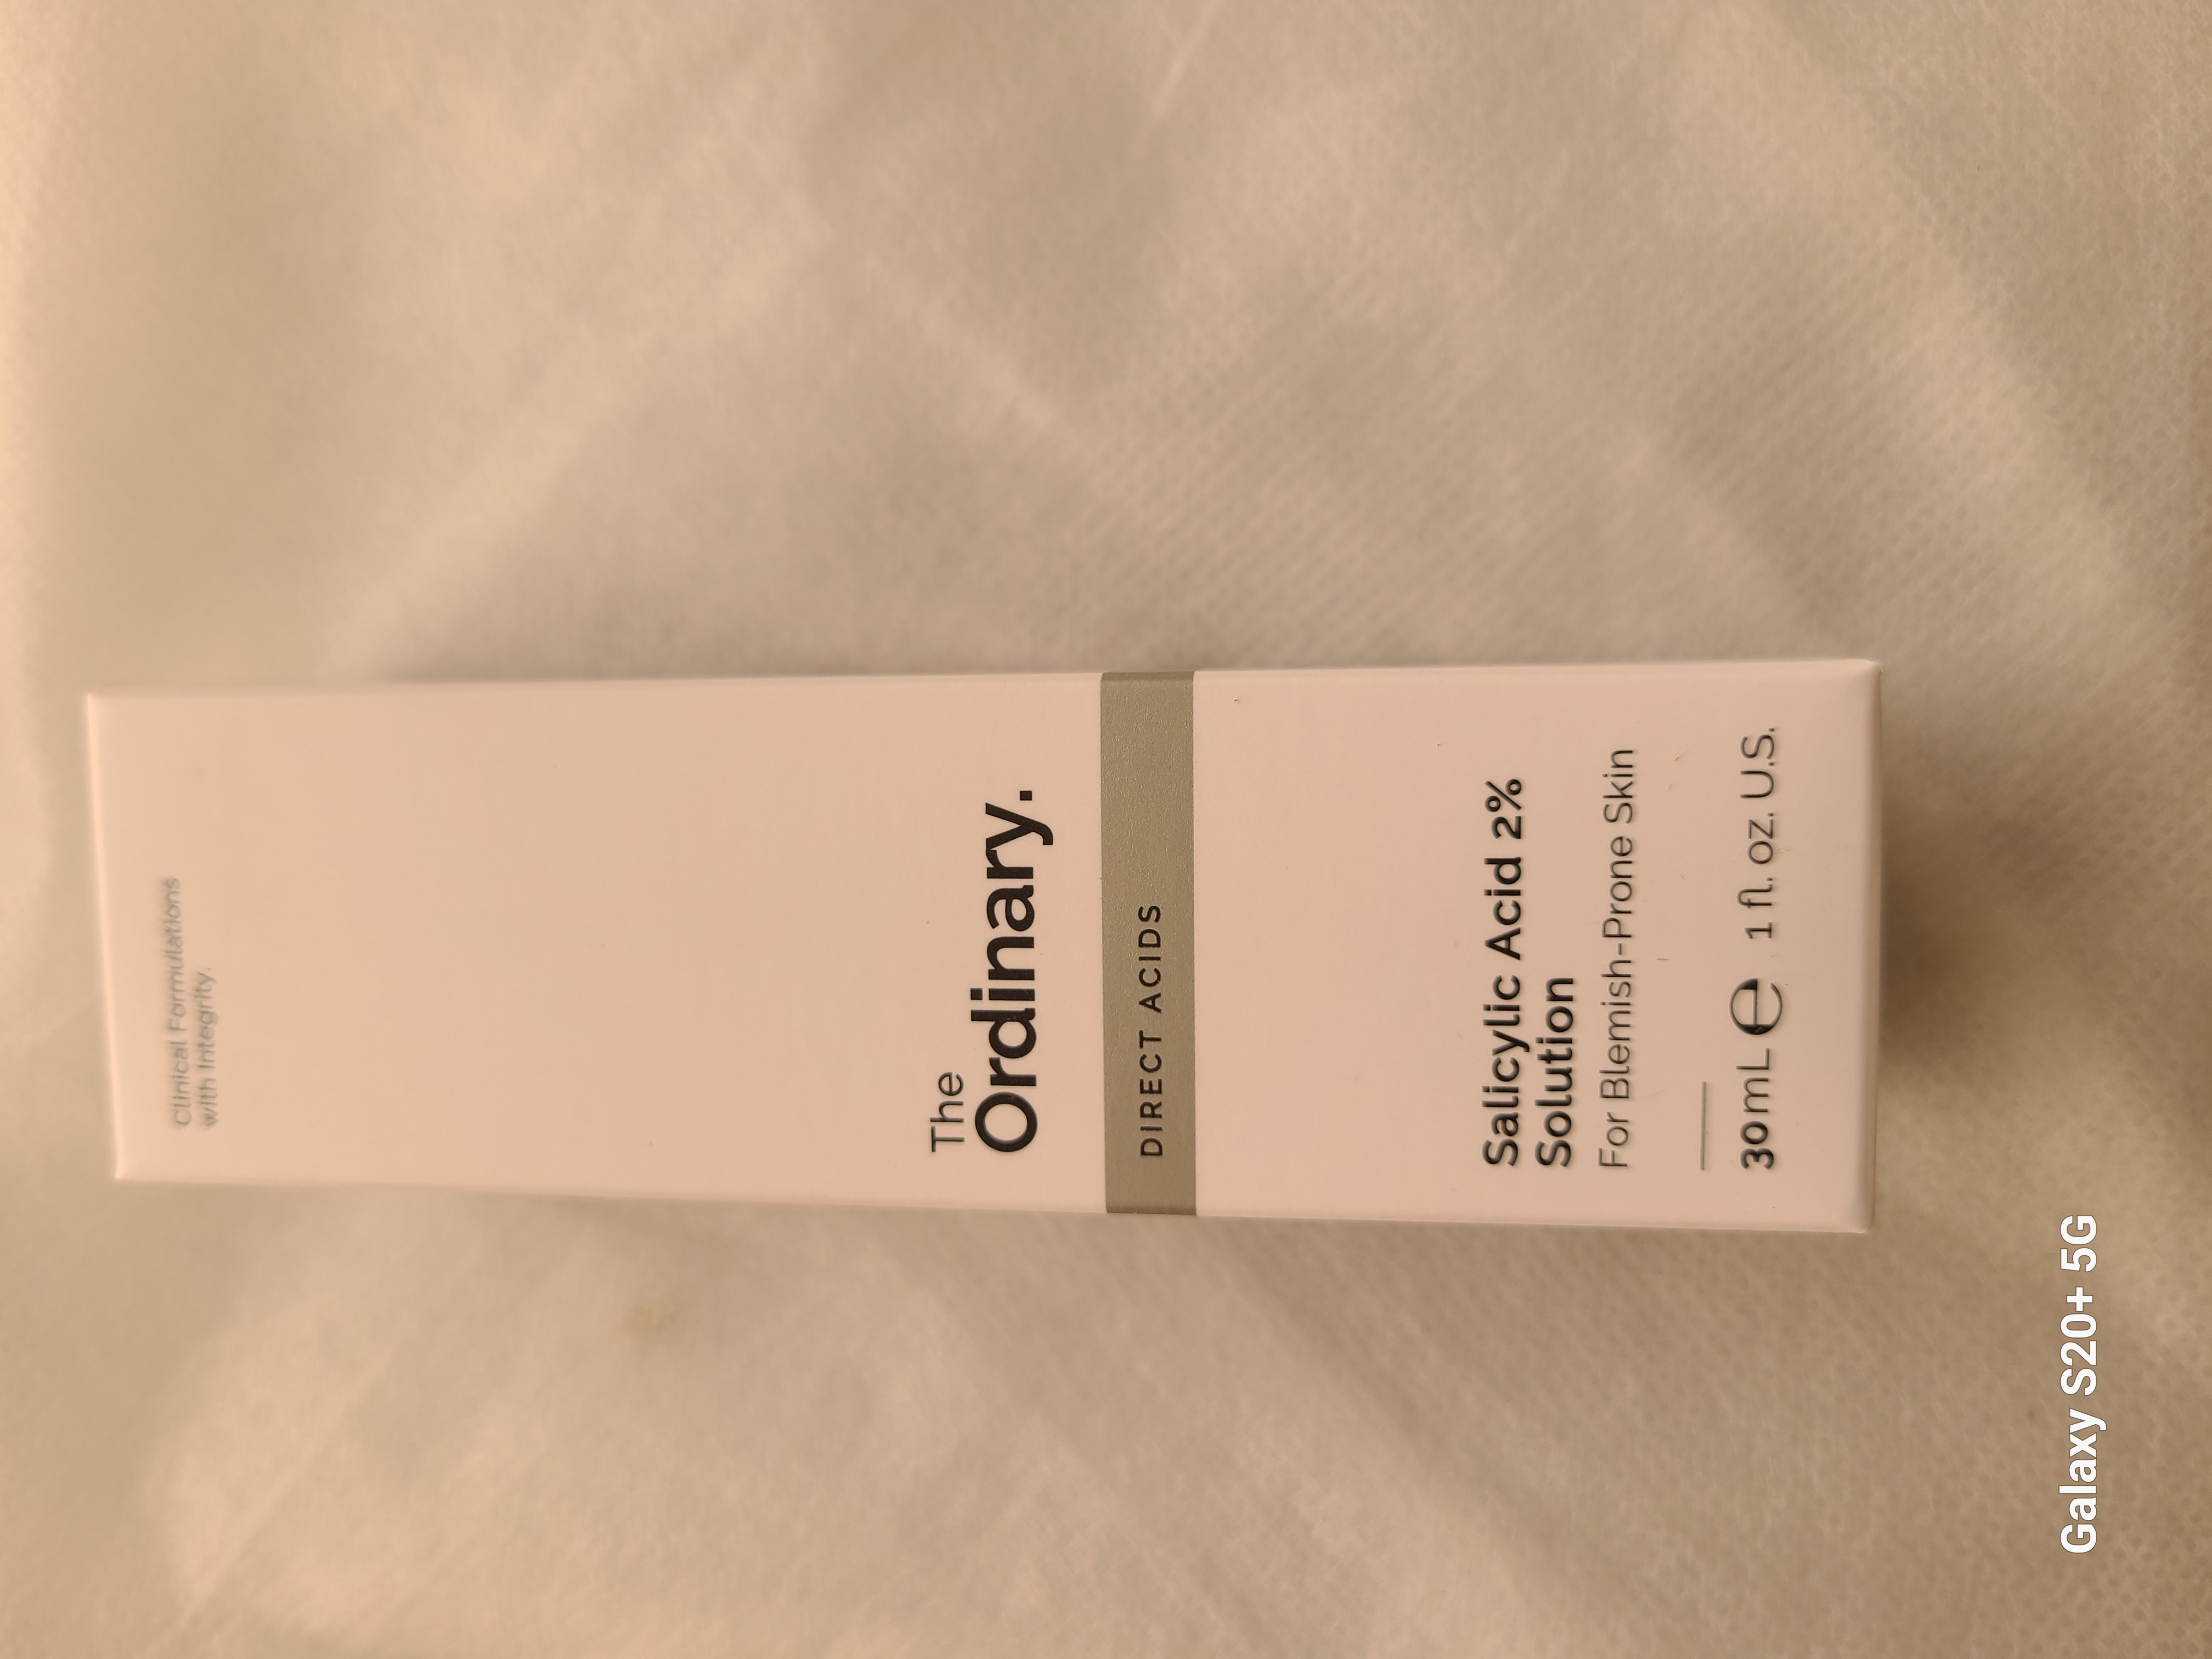 Clinical Formulations
with Integrity.
The
Ordinary.
DIRECT ACIDS
Salicylic Acid 2%
Solution
For Blemish-Prone Skin
30mL e 1 fl. oz. U.S.
Galaxy S20+ 5G